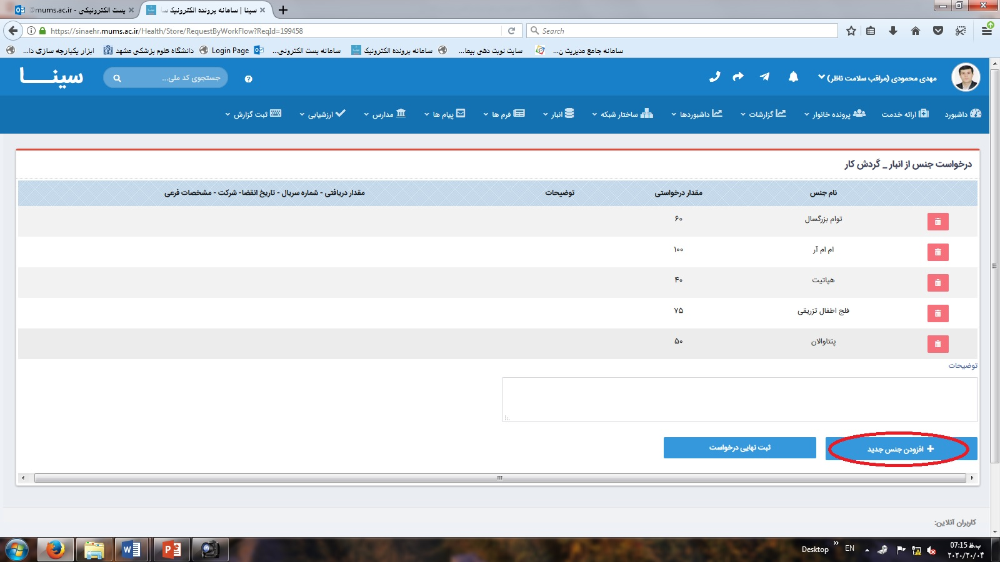 پست الکترونیکی - mums.ac.ir@
سینا | سامانه پرونده الکترونیک سـ
https://sinaehr.mums.ac.ir/Health/Store/RequestByWorkFlow?ReqId=199458
Search
ابزار یکپارچه سازی دا...
دانشگاه علوم پزشکی مشهد
Login Page
سامانه پست الکترونی...
سامانه پرونده الکترونیک
سایت نوبت دهی بیما...
سامانه جامع مدیریت ن...
مهدی محمودی (مراقب سلامت ناظر)
جستجوی کد ملی...
سینا
داشبورد ارائه خدمت پرونده خانوار گزارشات داشبوردها ساختار شبکه انبار فرم ها پیام ها مدارس ارزشیابی ثبت گزارش
درخواست جنس از انبار _ گردش کار
نام جنس مقدار درخواستی توضیحات مقدار دریافتی - شماره سریال - تاریخ انقضا- شرکت - مشخصات فرعی
توام بزرگسال ۶۰
ام ام آر ۱۰۰
هپاتیت ۴۰
فلج اطفال تزریقی ۷۵
پنتاوالان ۵۰
توضیحات
+ افزودن جنس جدید
ثبت نهایی درخواست
کاربران آنلاین:
Desktop
EN
07:15 ب.ظ
۲۰۲۰/۲۰/۰۴